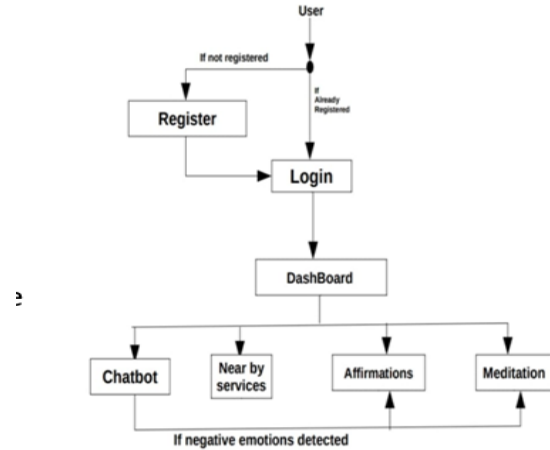 User
If not registered
If
Already
Registered
Register
Login
DashBoard
Chatbot
Near by
services
Affirmations
Meditation
If negative emotions detected